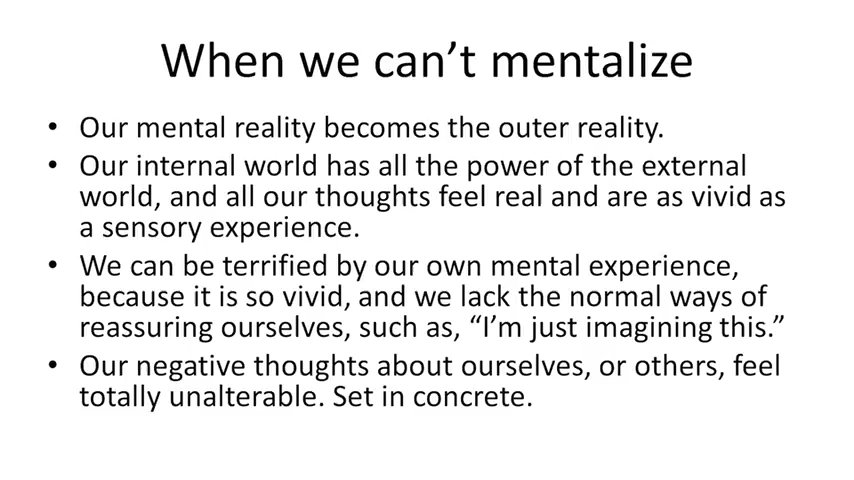 When we can’t mentalize
• Our mental reality becomes the outer reality.
• Our internal world has all the power of the external
world, and all our thoughts feel real and are as vivid as
a sensory experience.
• We can be terrified by our own mental experience,
because it is so vivid, and we lack the normal ways of
reassuring ourselves, such as, “I’m just imagining this.”
• Our negative thoughts about ourselves, or others, feel
totally unalterable. Set in concrete.